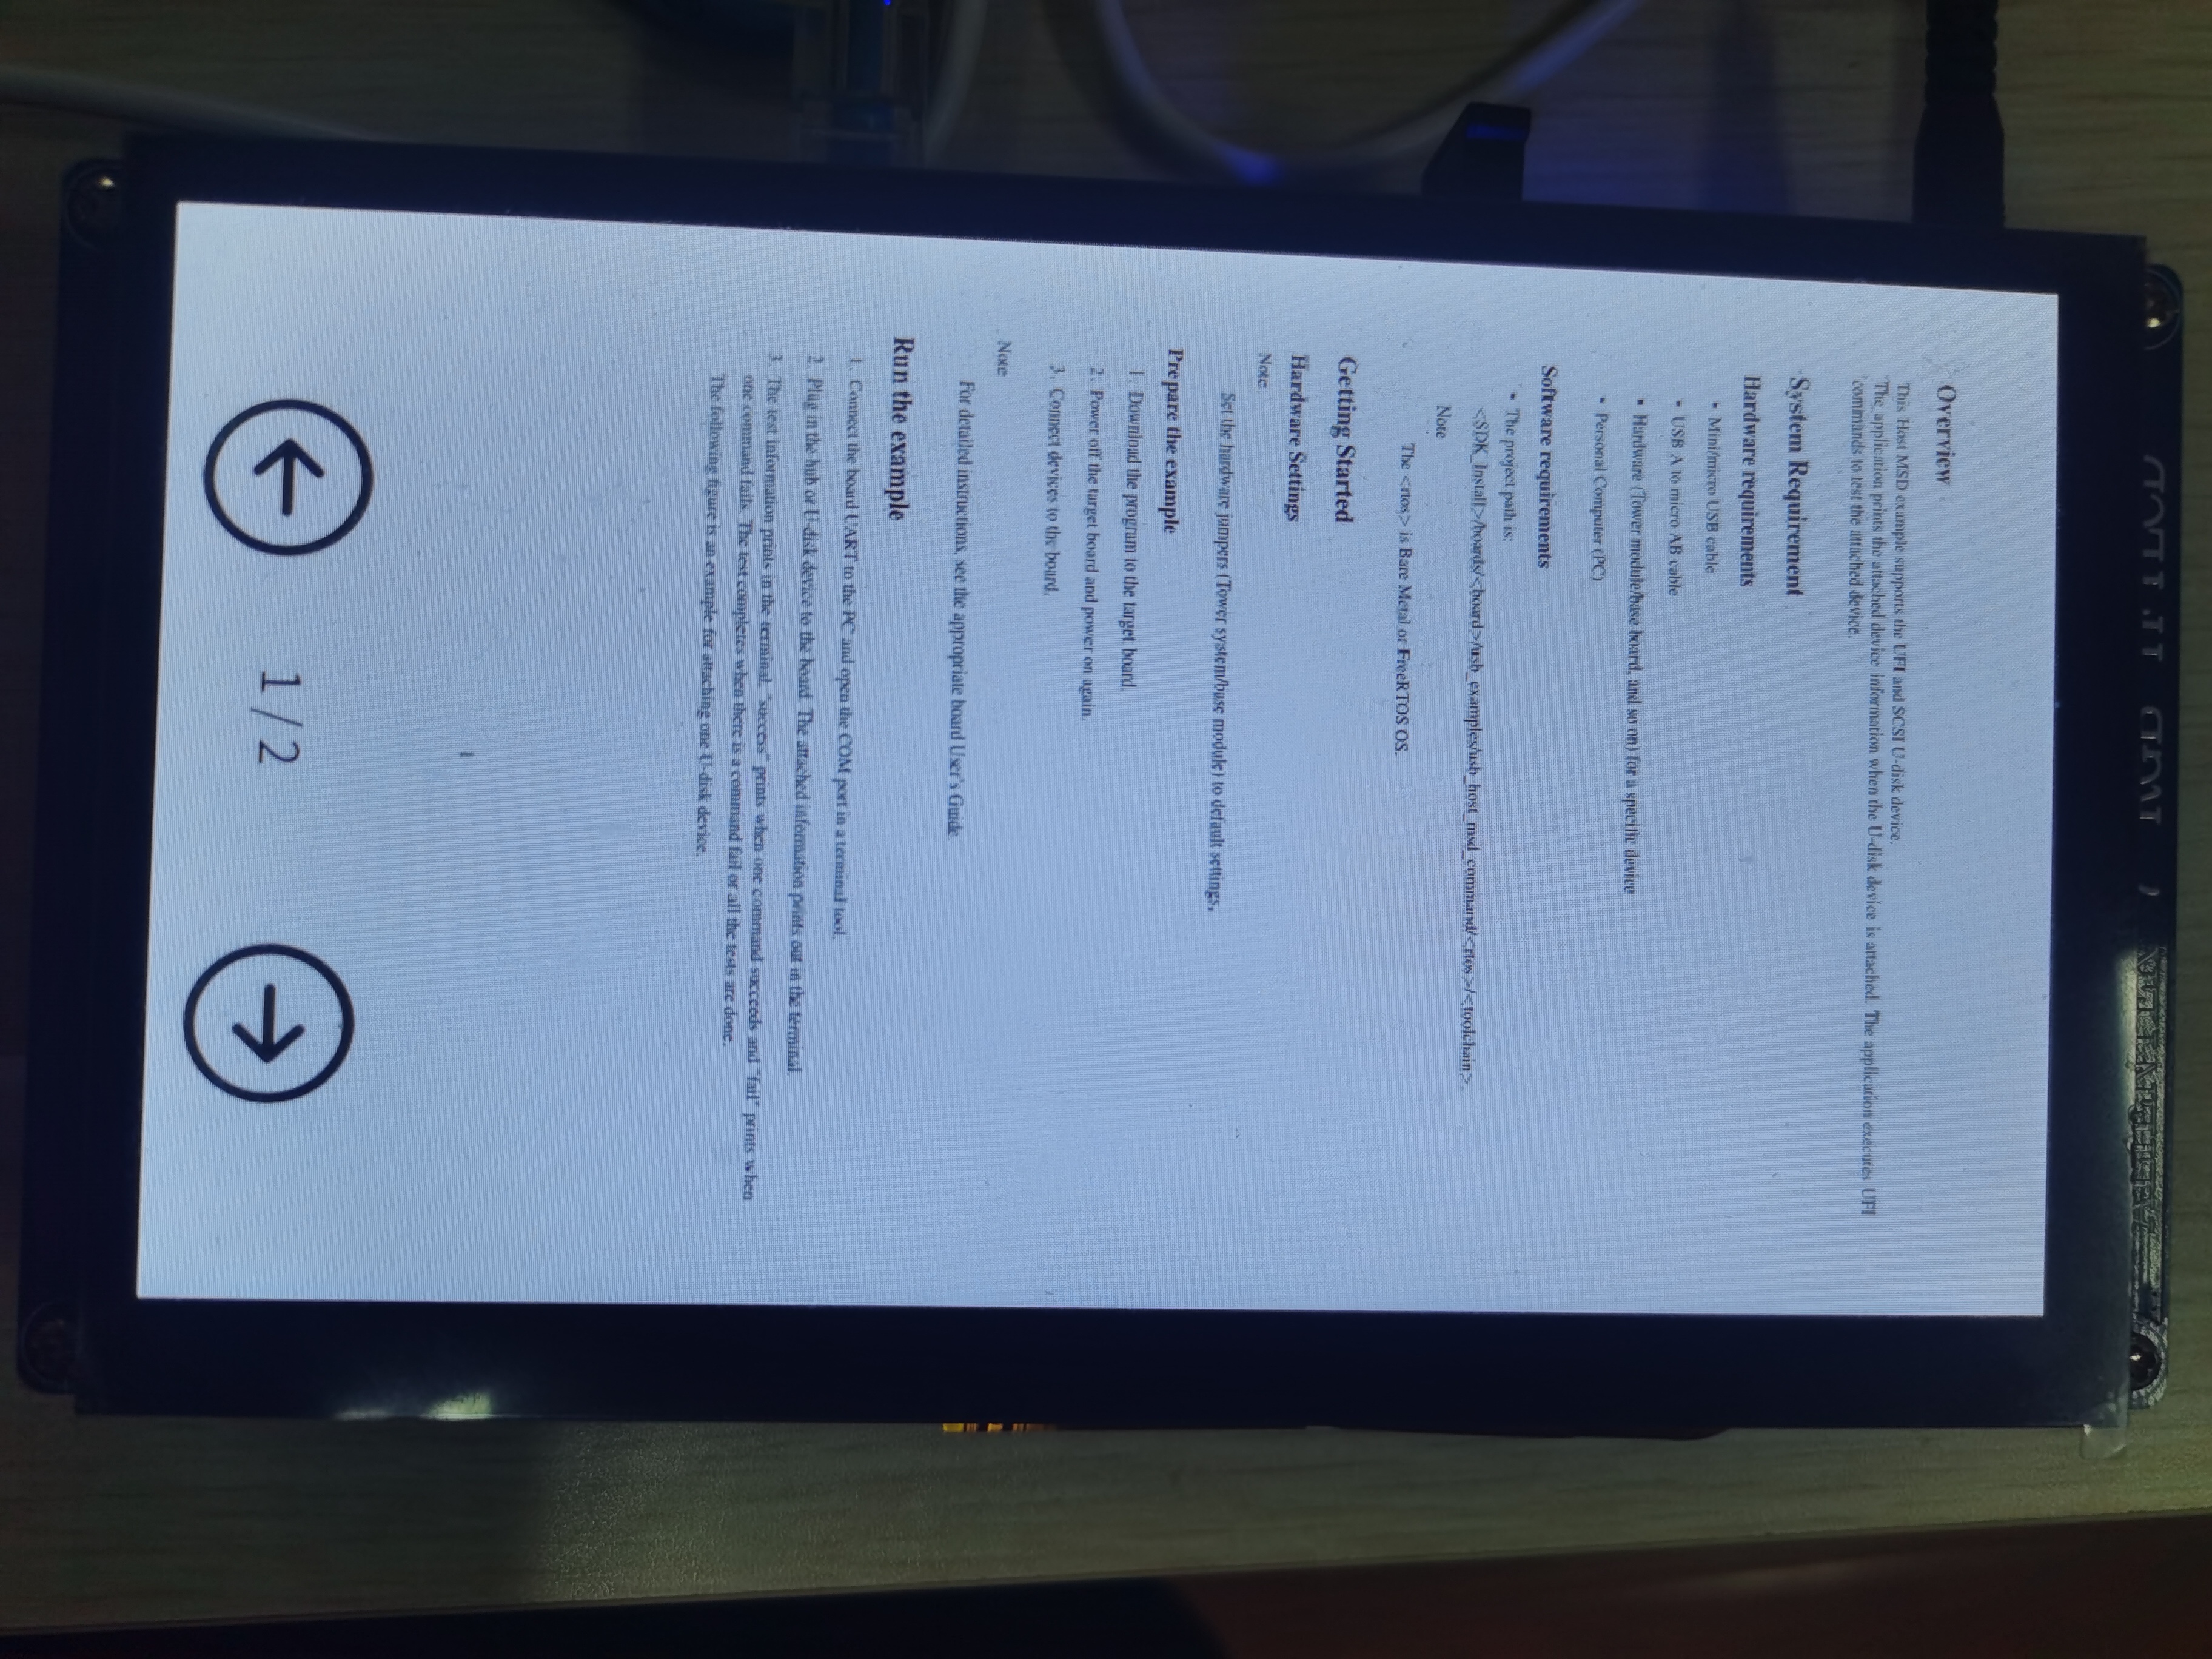 Overview
This Host MSD example supports the UFI and SCSI U-disk device.
The application prints the attached device information when the U-disk device is attached. The application executes UFI
commands to test the attached device.
System Requirement
Hardware requirements
• Mini/micro USB cable
• USB A to micro AB cable
• Hardware (Tower module/base board, and so on) for a specific device
• Personal Computer (PC)
Software requirements
• The project path is:
<SDK_Install>/boards/<board>/usb_examples/usb_host_msd_command/<rtos>/<toolchain>.
Note
The <rtos> is Bare Metal or FreeRTOS OS.
Getting Started
Hardware Settings
Note
Set the hardware jumpers (Tower system/base module) to default settings.
Prepare the example
1. Download the program to the target board.
2. Power off the target board and power on again.
3. Connect devices to the board.
Note
For detailed instructions, see the appropriate board User's Guide.
Run the example
1. Connect the board UART to the PC and open the COM port in a terminal tool.
2. Plug in the hub or U-disk device to the board. The attached information prints out in the terminal.
3. The test information prints in the terminal. "success" prints when one command succeeds and "fail" prints when
one command fails. The test completes when there is a command fail or all the tests are done.
The following figure is an example for attaching one U-disk device.
1
1/2